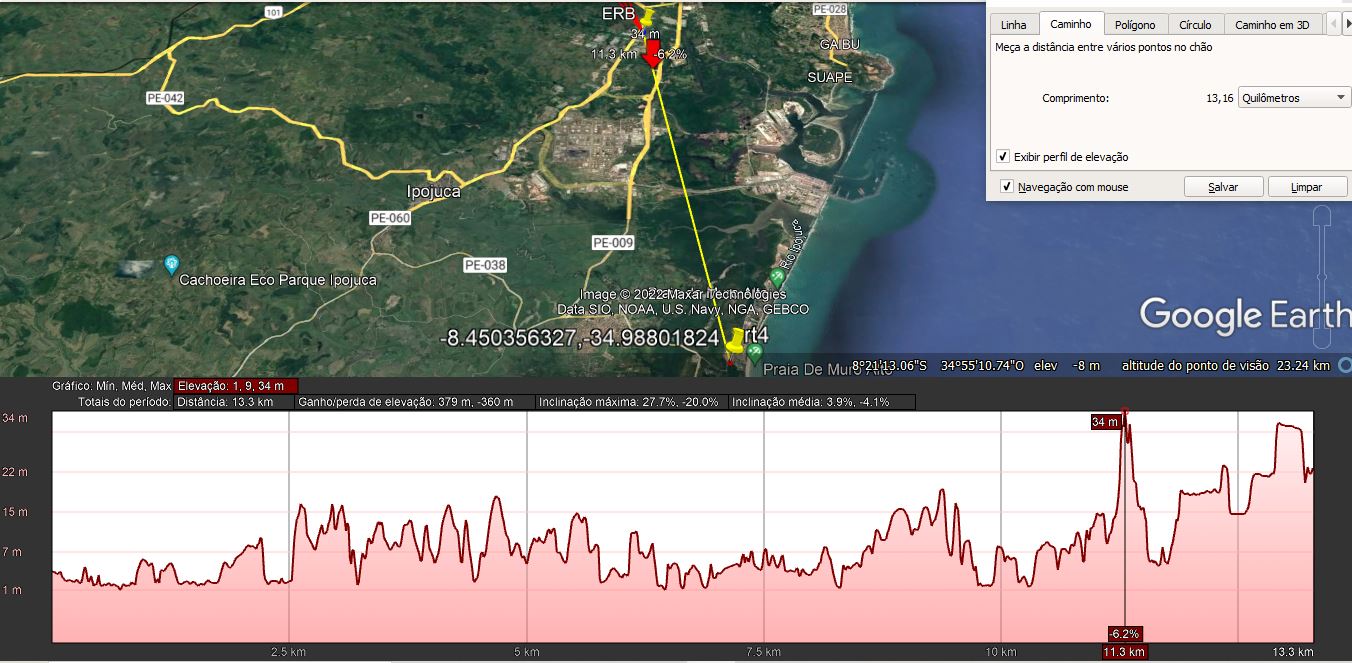 101
ERB
34 m
11.3 km -6.2%
PE-028
GAIBU
SUAPE
PE-042
Ipojuca
PE-060
PE-009
PE-038
Rio Ipojuca
Cachoeira Eco Parque Ipojuca
Image © 2022 Maxar Technologies
Data SIO, NOAA, U.S. Navy, NGA, GEBCO
-8.450356327,-34.98801824
rt4
Praia De Muro Alto
Google Earth
8°21'13.06"S 34°55'10.74"O elev -8 m altitude do ponto de visão 23.24 km
Linha Caminho Polígono Círculo Caminho em 3D
Meça a distância entre vários pontos no chão
Comprimento: 13,16 Quilômetros
Exibir perfil de elevação
Navegação com mouse Salvar Limpar
Gráfico: Mín, Méd, Max Elevação: 1, 9, 34 m
Totais do período: Distância: 13.3 km Ganho/perda de elevação: 379 m, -360 m Inclinação máxima: 27.7%, -20.0% Inclinação média: 3.9%, -4.1%
34 m
34 m
22 m
15 m
7 m
1 m
-6.2%
2.5 km 5 km 7.5 km 10 km 11.3 km 13.3 km